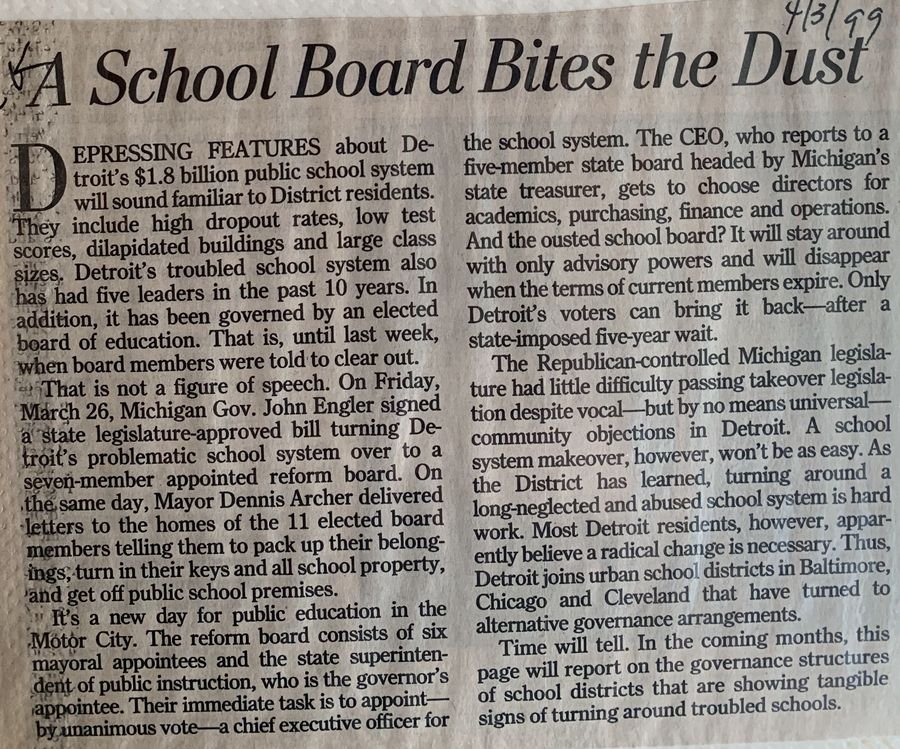 4/3/99
A School Board Bites the Dust
DEPRESSING FEATURES about De-
troit's $1.8 billion public school system
will sound familiar to District residents.
They include high dropout rates, low test
scores, dilapidated buildings and large class
sizes. Detroit's troubled school system also
has had five leaders in the past 10 years. In
addition, it has been governed by an elected
board of education. That is, until last week,
when board members were told to clear out.
That is not a figure of speech. On Friday,
March 26, Michigan Gov. John Engler signed
a state legislature-approved bill turning De-
troit's problematic school system over to a
seven-member appointed reform board. On
the same day, Mayor Dennis Archer delivered
letters to the homes of the 11 elected board
members telling them to pack up their belong-
ings, turn in their keys and all school property,
and get off public school premises.
It's a new day for public education in the
Motor City. The reform board consists of six
mayoral appointees and the state superinten-
dent of public instruction, who is the governor's
appointee. Their immediate task is to appoint—
by unanimous vote—a chief executive officer for
the school system. The CEO, who reports to a
five-member state board headed by Michigan's
state treasurer, gets to choose directors for
academics, purchasing, finance and operations.
And the ousted school board? It will stay around
with only advisory powers and will disappear
when the terms of current members expire. Only
Detroit's voters can bring it back—after a
state-imposed five-year wait.
The Republican-controlled Michigan legisla-
ture had little difficulty passing takeover legisla-
tion despite vocal—but by no means universal—
community objections in Detroit. A school
system makeover, however, won't be as easy. As
the District has learned, turning around a
long-neglected and abused school system is hard
work. Most Detroit residents, however, appar-
ently believe a radical change is necessary. Thus,
Detroit joins urban school districts in Baltimore,
Chicago and Cleveland that have turned to
alternative governance arrangements.
Time will tell. In the coming months, this
page will report on the governance structures
of school districts that are showing tangible
signs of turning around troubled schools.